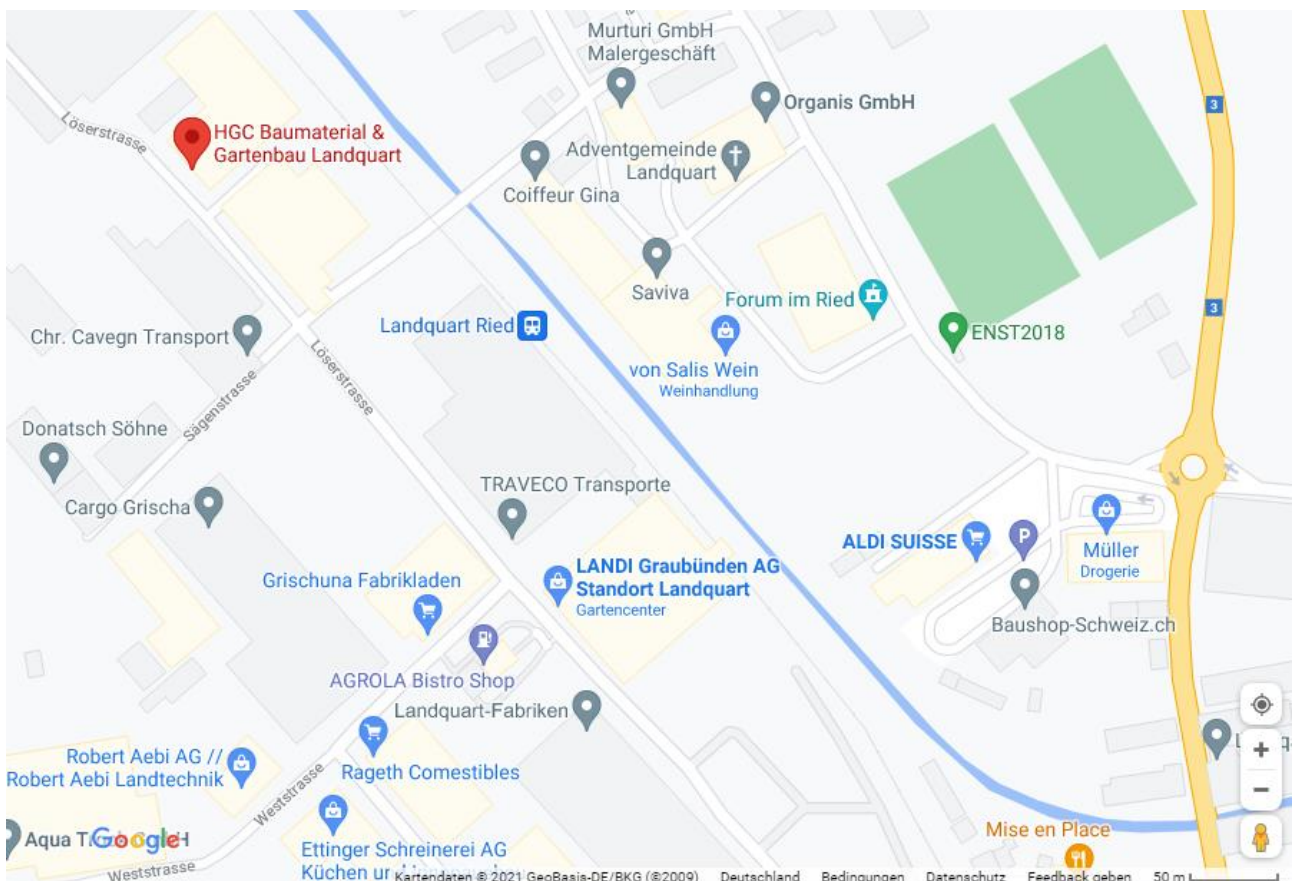 Murturi GmbH
Malergeschäft
Organis GmbH
3
Löserstrasse
HGC Baumaterial &
Gartenbau Landquart
Adventgemeinde
Landquart
Coiffeur Gina
Saviva
Forum im Ried
3
Landquart Ried
Chr. Cavegn Transport
ENST2018
von Salis Wein
Weinhandlung
Löserstrasse
Sägenstrasse
Donatsch Söhne
Cargo Grischa
TRAVECO Transporte
ALDI SUISSE
P
Müller
Drogerie
LANDI Graubünden AG
Standort Landquart
Gartencenter
Grischuna Fabrikladen
Baushop-Schweiz.ch
AGROLA Bistro Shop
Landquart-Fabriken
Robert Aebi AG //
Robert Aebi Landtechnik
Rageth Comestibles
Weststrasse
Mise en Place
Aqua
Google
Ettinger Schreinerei AG
Küchen
Weststrasse
Kartendaten © 2021 GeoBasis-DE/BKG (©2009) Deutschland Bedingungen Datenschutz Feedback geben 50 m